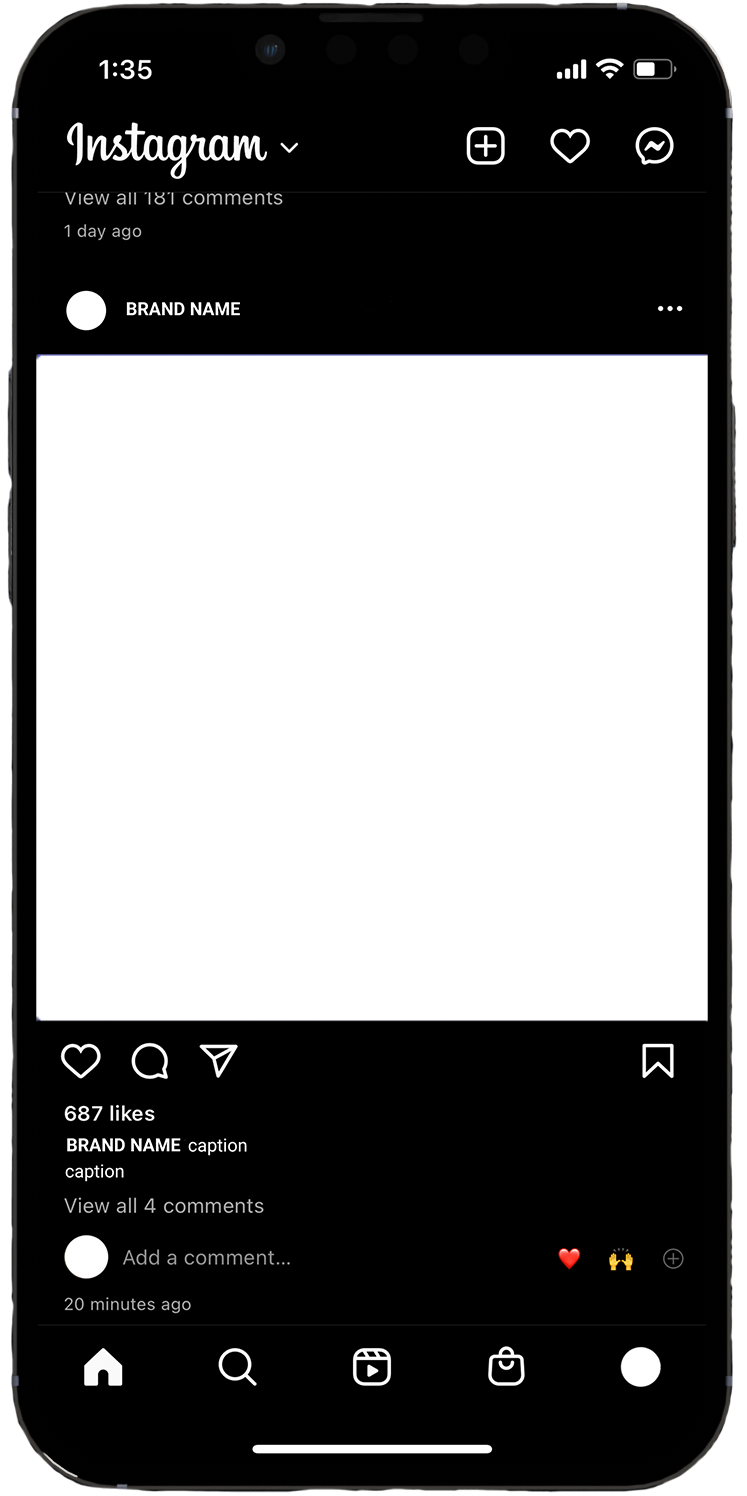 1:35
Instagram
View all 181 comments
1 day ago
BRAND NAME
687 likes
BRAND NAME caption
caption
View all 4 comments
Add a comment...
20 minutes ago